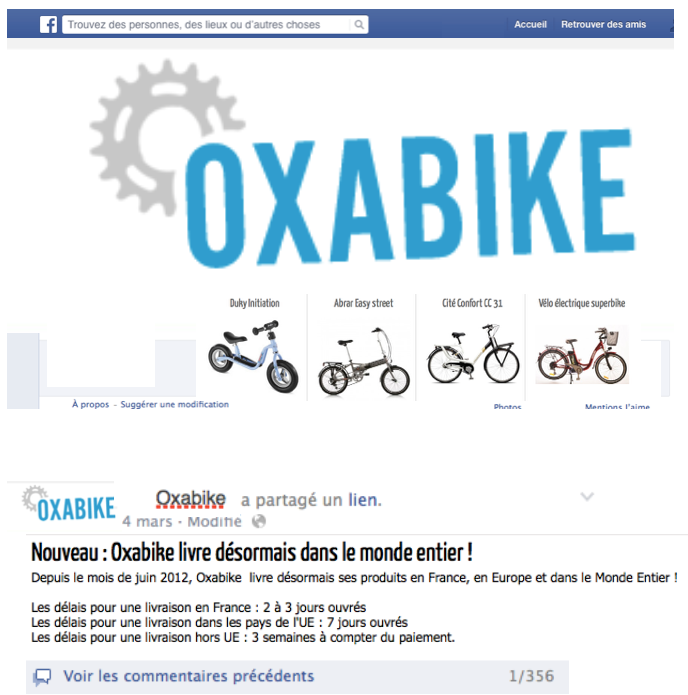 f Trouvez des personnes, des lieux ou d'autres choses Accueil Retrouver des amis
OXABIKE
Duky Initiation Abrar Easy street Cité Confort CC 31 Vélo électrique superbike
À propos - Suggérer une modification Photos Mentions J'aime
OXABIKE Oxabike a partagé un lien.
4 mars · Modifié
Nouveau : Oxabike livre désormais dans le monde entier !
Depuis le mois de juin 2012, Oxabike livre désormais ses produits en France, en Europe et dans le Monde Entier !
Les délais pour une livraison en France : 2 à 3 jours ouvrés
Les délais pour une livraison dans les pays de l'UE : 7 jours ouvrés
Les délais pour une livraison hors UE : 3 semaines à compter du paiement.
Voir les commentaires précédents 1/356